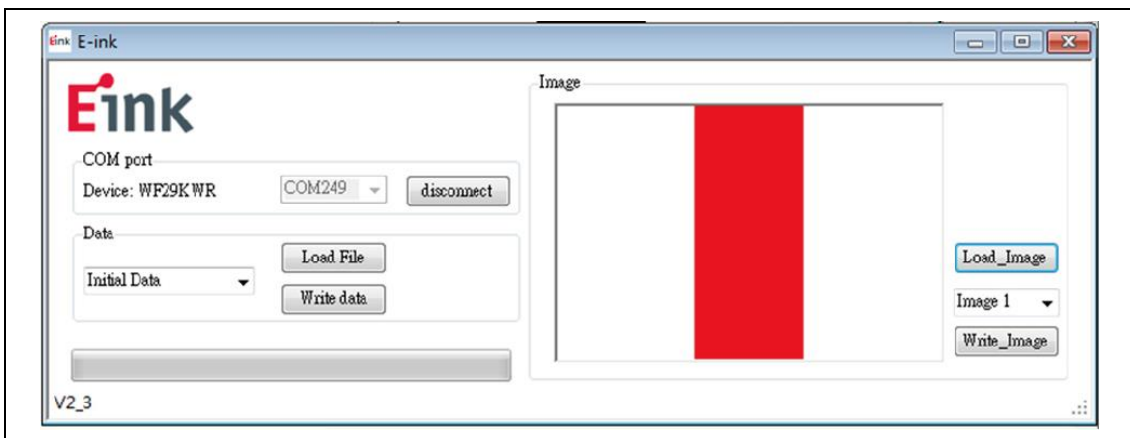 Eink E-ink
Eink
COM port
Device: WF29KWR
COM249
disconnect
Data
Initial Data
Load File
Write data
Image
Load_Image
Image 1
Write_Image
V2_3